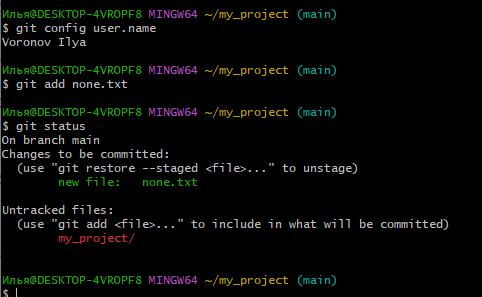 Илья@DESKTOP-4VROPF8 MINGW64 ~/my_project (main)
$ git config user.name
Voronov Ilya
Илья@DESKTOP-4VROPF8 MINGW64 ~/my_project (main)
$ git add none.txt
Илья@DESKTOP-4VROPF8 MINGW64 ~/my_project (main)
$ git status
On branch main
Changes to be committed:
  (use "git restore --staged <file>..." to unstage)
        new file:   none.txt
Untracked files:
  (use "git add <file>..." to include in what will be committed)
        my_project/
Илья@DESKTOP-4VROPF8 MINGW64 ~/my_project (main)
$